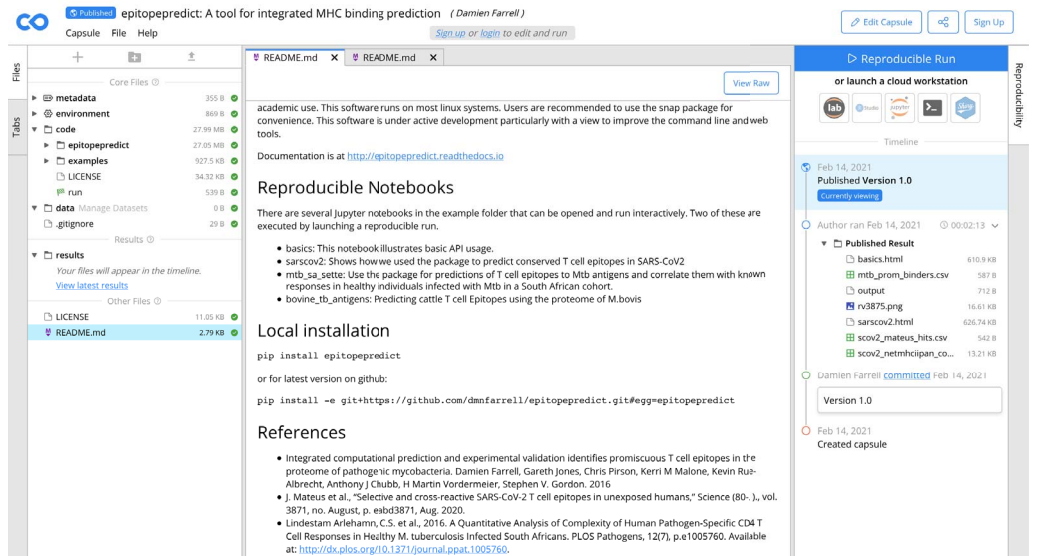 Published epitopepredict: A tool for integrated MHC binding prediction ( Damien Farrell )
Capsule File Help
Sign up or login to edit and run
Edit Capsule
Sign Up
Files
Tabs
Core Files
metadata 355 B
environment 869 B
code 27.99 MB
epitopepredict 27.05 MB
examples 927.5 KB
LICENSE 34.32 KB
run 539 B
data Manage Datasets 0 B
.gitignore 29 B
Results
results
Your files will appear in the timeline.
View latest results
Other Files
LICENSE 11.05 KB
README.md 2.79 KB
README.md X README.md X
View Raw
academic use. This software runs on most linux systems. Users are recommended to use the snap package for
convenience. This software is under active development particularly with a view to improve the command line and web
tools.
Documentation is at http://epitopepredict.readthedocs.io
Reproducible Notebooks
There are several Jupyter notebooks in the example folder that can be opened and run interactively. Two of these are
executed by launching a reproducible run.
• basics: This notebook illustrates basic API usage.
• sarscov2: Shows how we used the package to predict conserved T cell epitopes in SARS-CoV2
• mtb_sa_sette: Use the package for predictions of T cell epitopes to Mtb antigens and correlate them with known
responses in healthy individuals infected with Mtb in a South African cohort.
• bovine_tb_antigens: Predicting cattle T cell Epitopes using the proteome of M.bovis
Local installation
pip install epitopepredict
or for latest version on github:
pip install -e git+https://github.com/dmnfarrell/epitopepredict.git#egg=epitopepredict
References
• Integrated computational prediction and experimental validation identifies promiscuous T cell epitopes in the
proteome of pathogenic mycobacteria. Damien Farrell, Gareth Jones, Chris Pirson, Kerri M Malone, Kevin Rue-
Albrecht, Anthony J Chubb, H Martin Vordermeier, Stephen V. Gordon. 2016
• J. Mateus et al., “Selective and cross-reactive SARS-CoV-2 T cell epitopes in unexposed humans,” Science (80-. )., vol.
3871, no. August, p. eabd3871, Aug. 2020.
• Lindestam Arlehamn, C.S. et al., 2016. A Quantitative Analysis of Complexity of Human Pathogen-Specific CD4 T
Cell Responses in Healthy M. tuberculosis Infected South Africans. PLOS Pathogens, 12(7), p.e1005760. Available
at: http://dx.plos.org/10.1371/journal.ppat.1005760.
Reproducible Run
or launch a cloud workstation
lab Studio jupyter Shiny
Timeline
Feb 14, 2021
Published Version 1.0
Currently viewing
Author ran Feb 14, 2021 00:02:13
Published Result
basics.html 610.9 KB
mtb_prom_binders.csv 587 B
output 712 B
rv3875.png 16.61 KB
sarscov2.html 626.74 KB
scov2_mateus_hits.csv 542 B
scov2_netmhciipan_co... 13.21 KB
Damien Farrell committed Feb 14, 2021
Version 1.0
Feb 14, 2021
Created capsule
Reproducibility